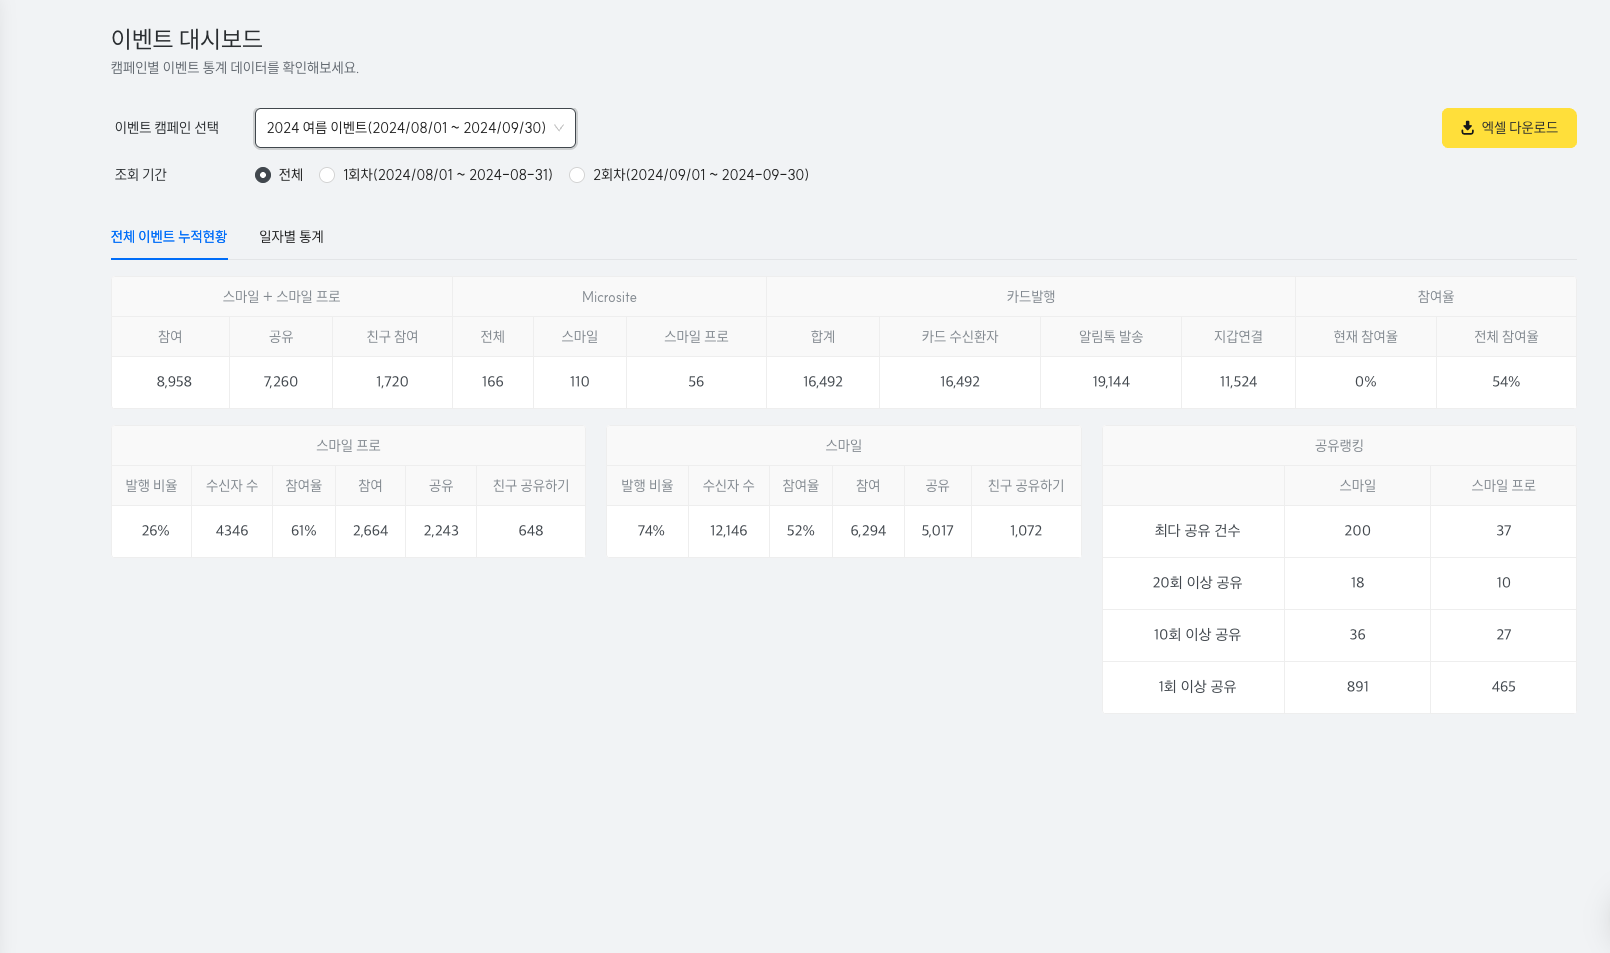 이벤트 대시보드
캠페인별 이벤트 통계 데이터를 확인해보세요.
이벤트 캠페인 선택 2024 여름 이벤트(2024/08/01 ~ 2024/09/30) 엑셀 다운로드
조회 기간 전체 1회차(2024/08/01 ~ 2024-08-31) 2회차(2024/09/01 ~ 2024-09-30)
전체 이벤트 누적현황 일자별 통계
스마일 + 스마일 프로 Microsite 카드발행 참여율
참여 공유 친구 참여 전체 스마일 스마일 프로 합계 카드 수신환자 알림톡 발송 지갑연결 현재 참여율 전체 참여율
8,958 7,260 1,720 166 110 56 16,492 16,492 19,144 11,524 0% 54%
스마일 프로
발행 비율 수신자 수 참여율 참여 공유 친구 공유하기
26% 4346 61% 2,664 2,243 648
스마일
발행 비율 수신자 수 참여율 참여 공유 친구 공유하기
74% 12,146 52% 6,294 5,017 1,072
공유랭킹
스마일 스마일 프로
최다 공유 건수 200 37
20회 이상 공유 18 10
10회 이상 공유 36 27
1회 이상 공유 891 465